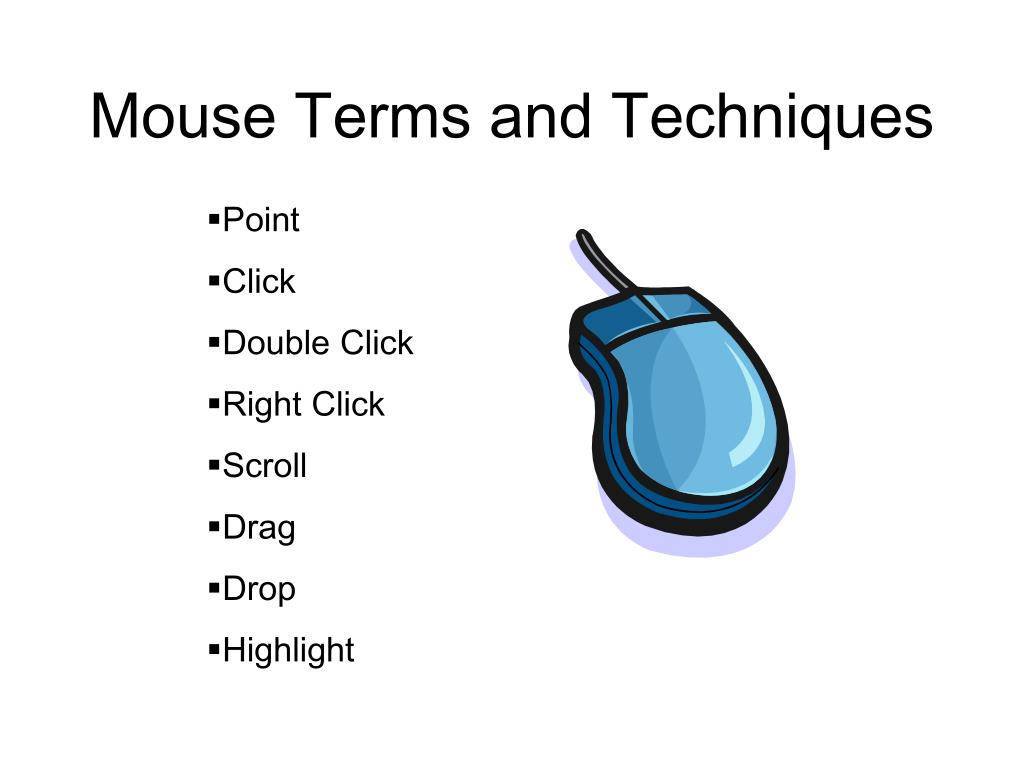 Mouse Terms and Techniques
▪Point
▪Click
▪Double Click
▪Right Click
▪Scroll
▪Drag
▪Drop
▪Highlight